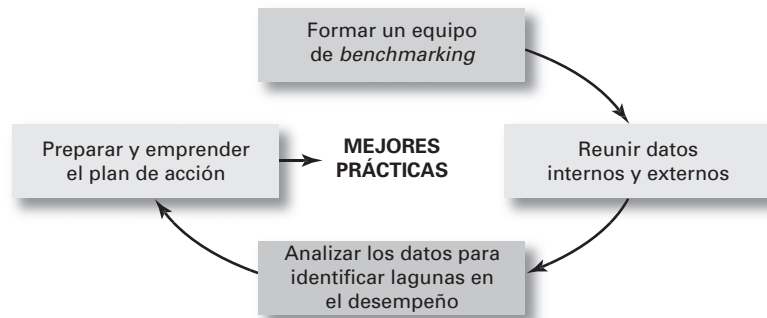 Formar un equipo
de benchmarking
Preparar y emprender
el plan de acción
MEJORES
PRÁCTICAS
Reunir datos
internos y externos
Analizar los datos para
identificar lagunas en
el desempeño